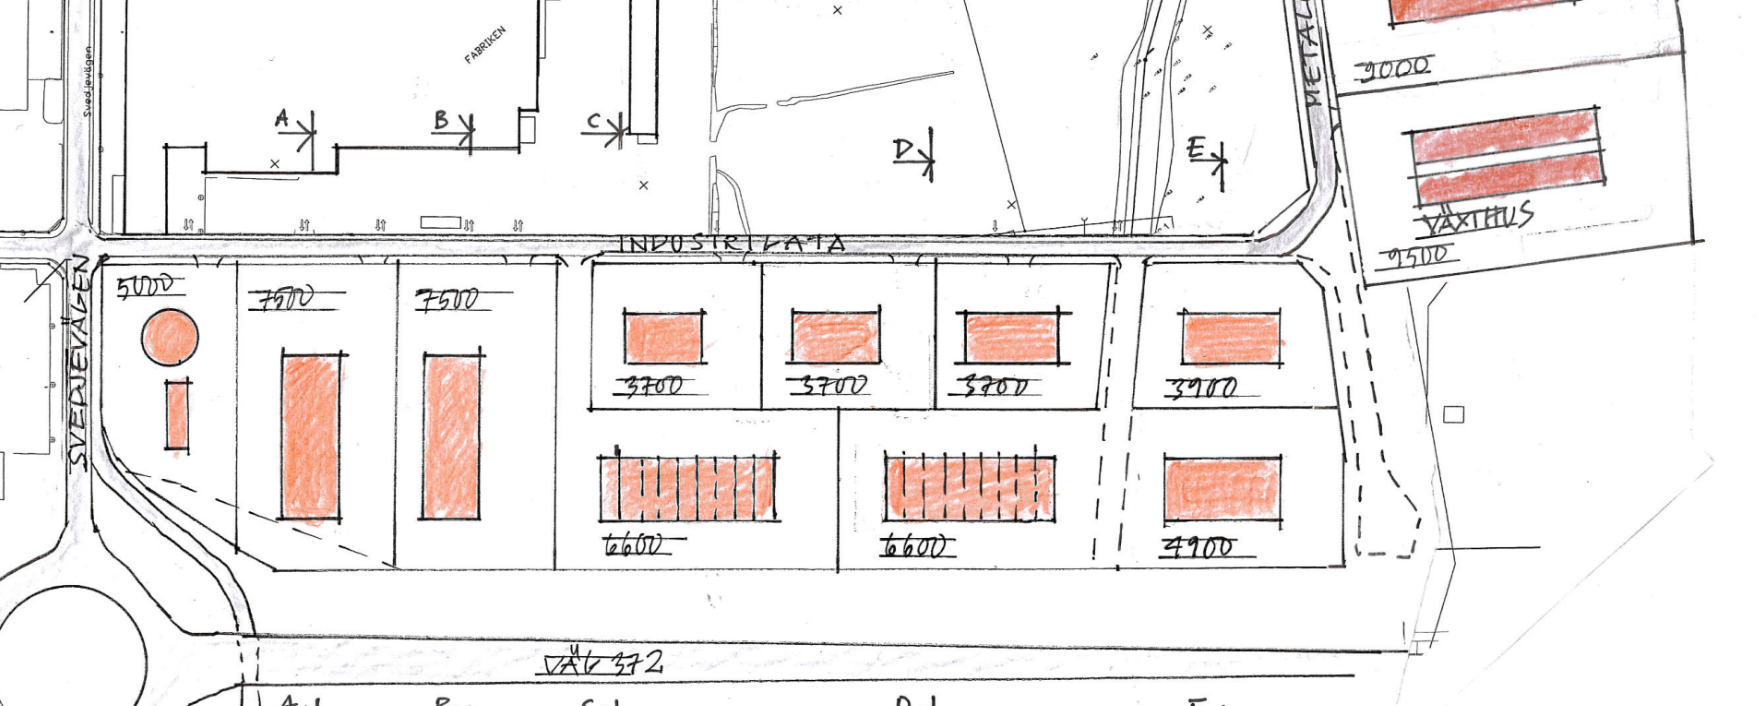 METAL
Svedjevägen
FABRIKEN
9000
A
B
C
D
E
VÄXTHUS
INDUSTRIGATA
9500
SVEDJEVÄGEN
5000
7500
7500
3700
3700
3700
3900
6600
6600
4900
VÄG 372